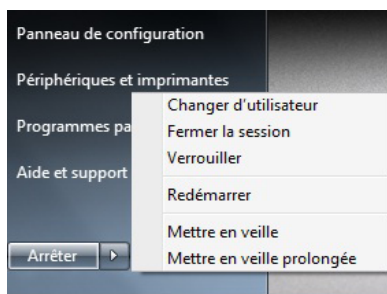 Panneau de configuration
Périphériques et imprimantes
Programmes pa
Aide et support
Changer d'utilisateur
Fermer la session
Verrouiller
Redémarrer
Mettre en veille
Mettre en veille prolongée
Arrêter